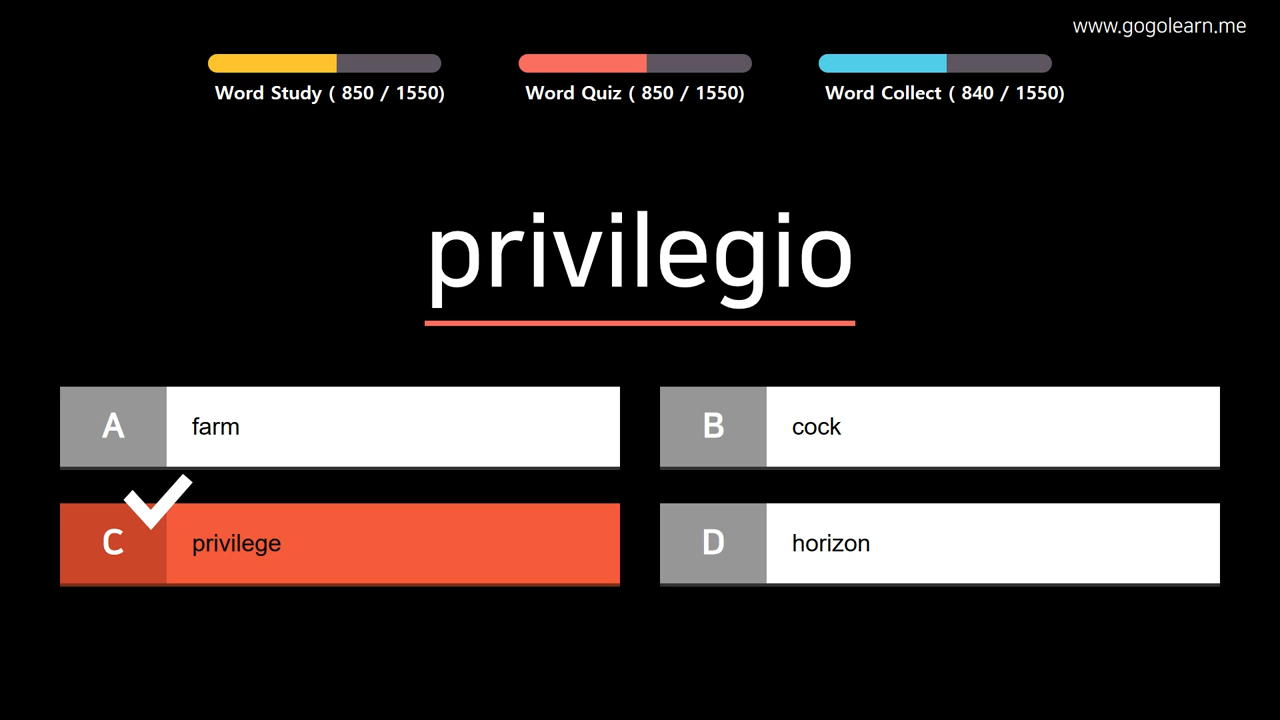 www.gogolearn.me
Word Study ( 850 / 1550)
Word Quiz ( 850 / 1550)
Word Collect ( 840 / 1550)
privilegio
A
farm
B
cock
C
privilege
D
horizon